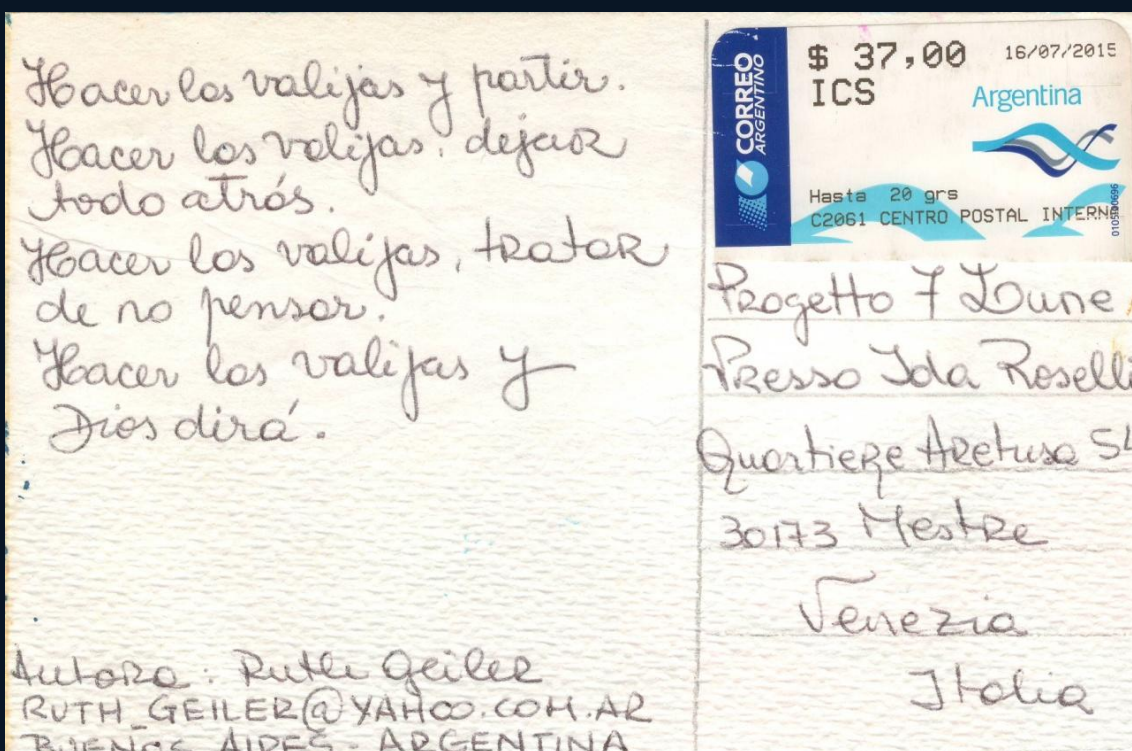 Hacer las valijas y partir.
Hacer las valijas, dejar
todo atrás.
Hacer las valijas, tratar
de no pensar.
Hacer las valijas y
Dios dirá.
Autora: Ruth Geiler
RUTH_GEILER@YAHOO.COM.AR
BUENOS AIRES - ARGENTINA
CORREO
ARGENTINO
$ 37,00 16/07/2015
ICS
Argentina
Hasta 20 grs
C2061 CENTRO POSTAL INTERNA
010500696
Progetto 7 Lune
Presso Ida Roselli
Quartiere Aretusa
30173 Mestre
Venezia
Italia